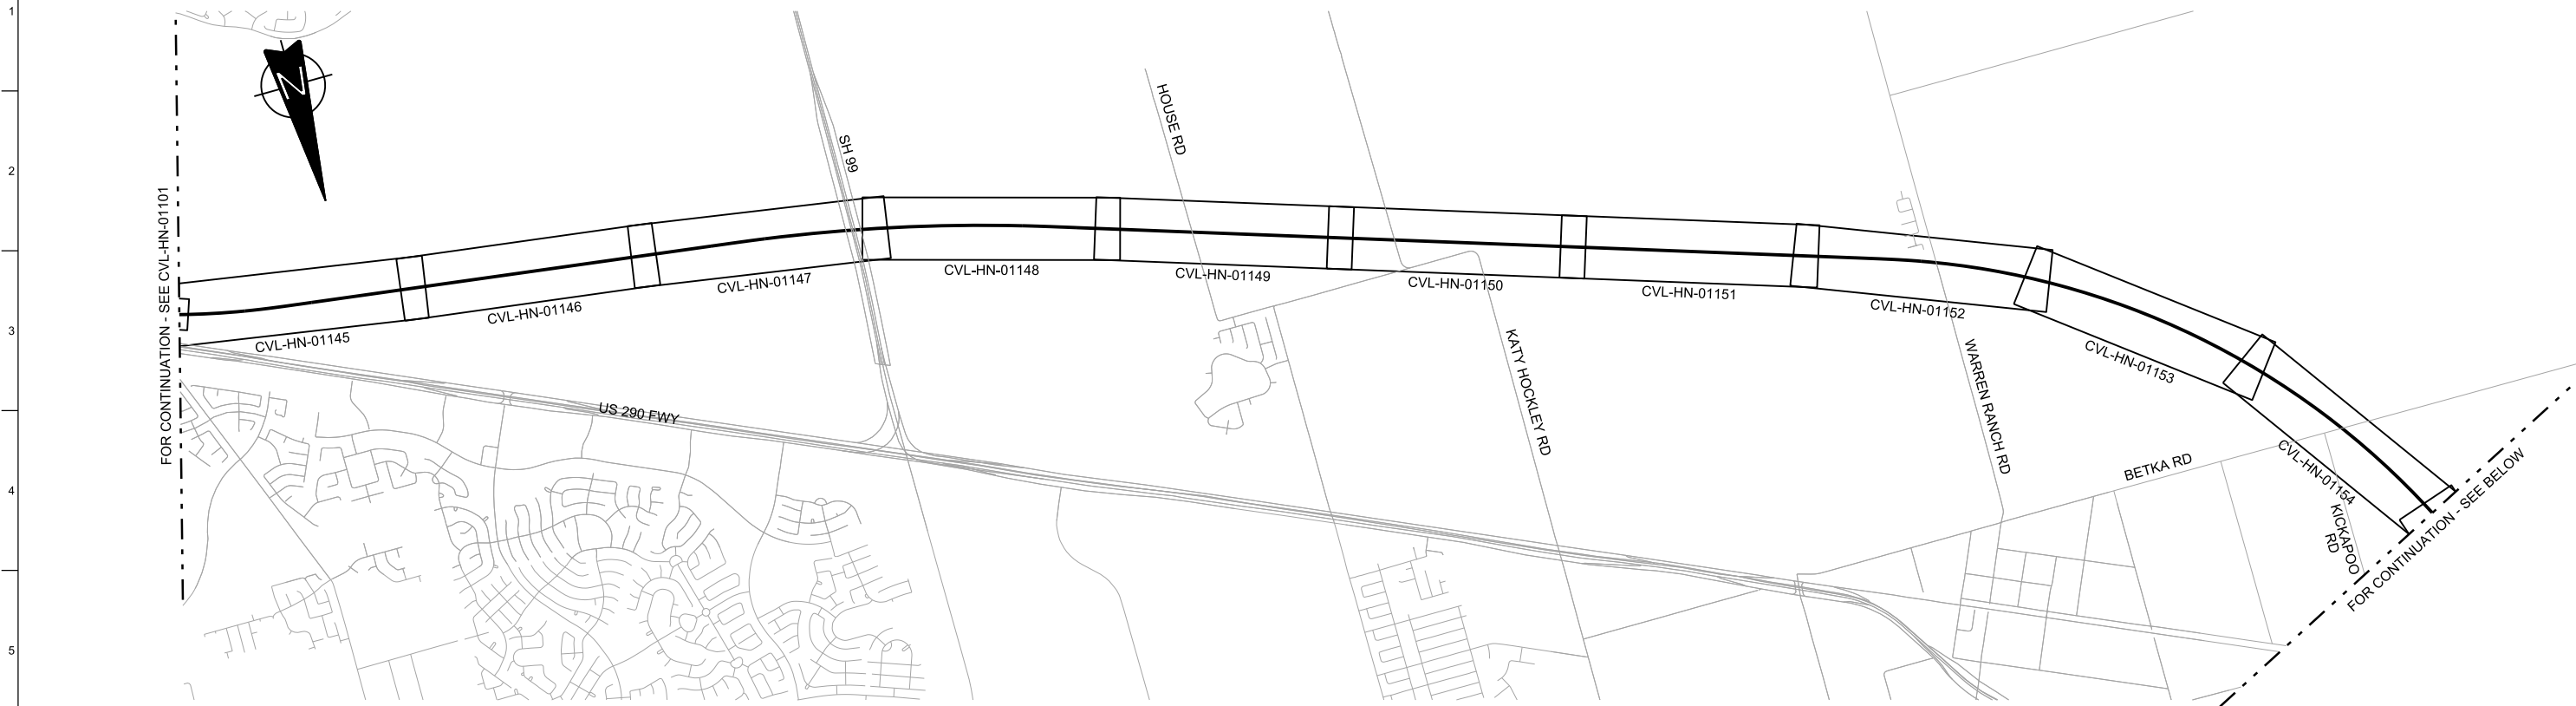 1
2
3
4
5
N
FOR CONTINUATION - SEE CVL-HN-01101
SH 99
HOUSE RD
CVL-HN-01145
CVL-HN-01146
CVL-HN-01147
CVL-HN-01148
CVL-HN-01149
CVL-HN-01150
CVL-HN-01151
CVL-HN-01152
CVL-HN-01153
CVL-HN-01154
US 290 FWY
KATY HOCKLEY RD
WARREN RANCH RD
BETKA RD
KICKAPOO
RD
FOR CONTINUATION - SEE BELOW